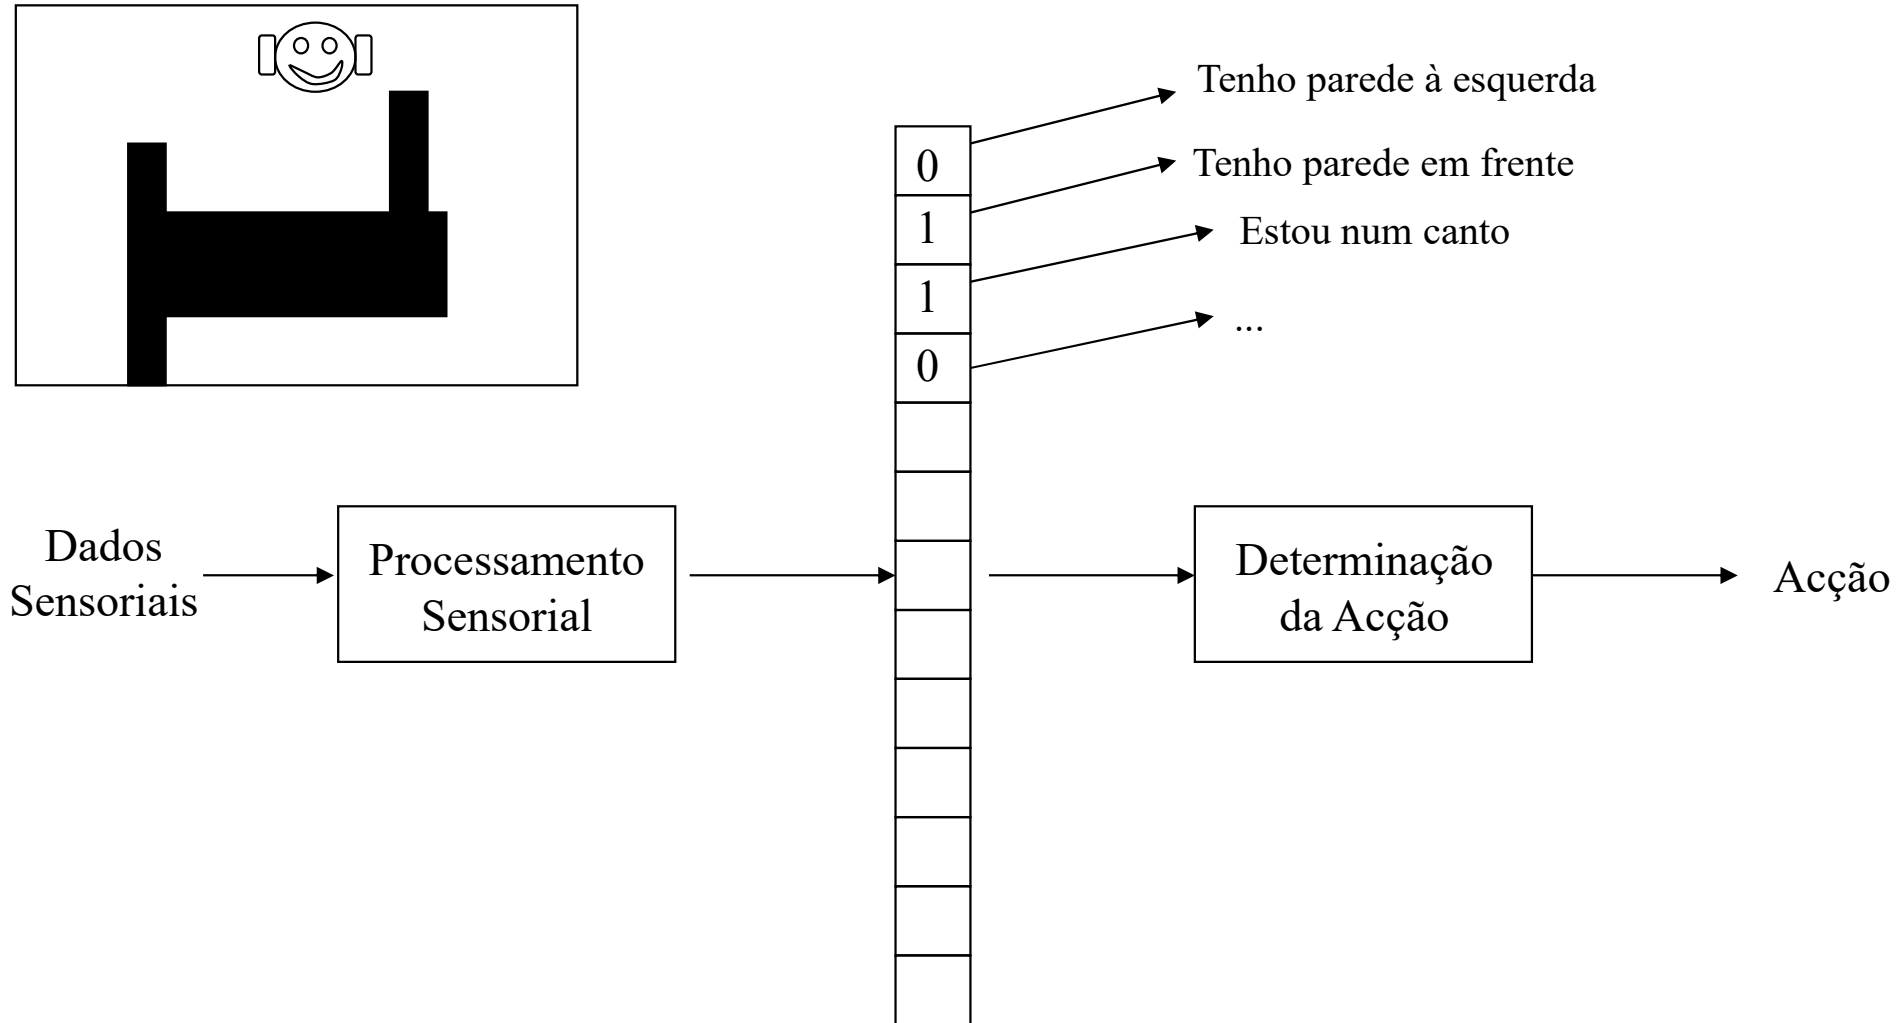 Tenho parede à esquerda
0
Tenho parede em frente
1
Estou num canto
1
...
0
Dados
Sensoriais
Processamento
Sensorial
Determinação
da Acção
Acção